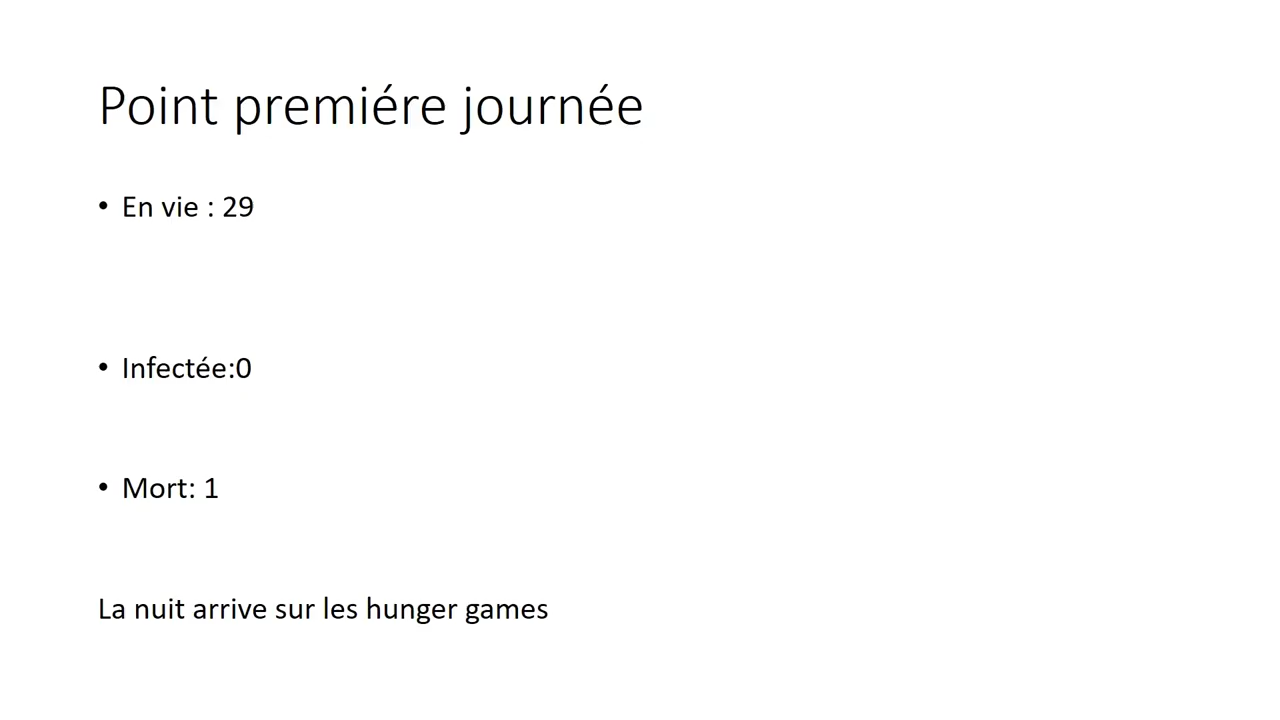 Point premiére journée
• En vie : 29
• Infectée:0
• Mort: 1
La nuit arrive sur les hunger games